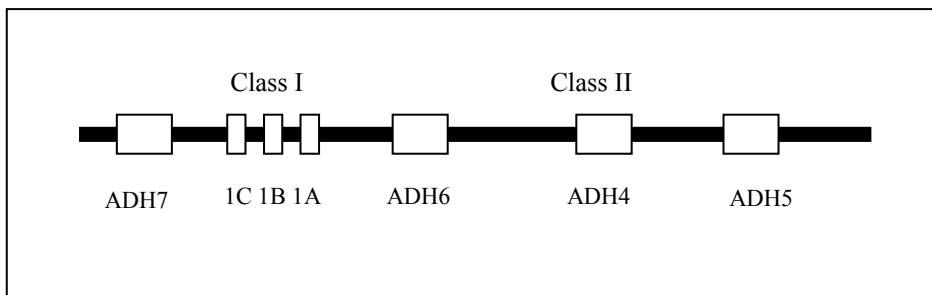 Class I Class II
ADH7 1C 1B 1A ADH6 ADH4 ADH5